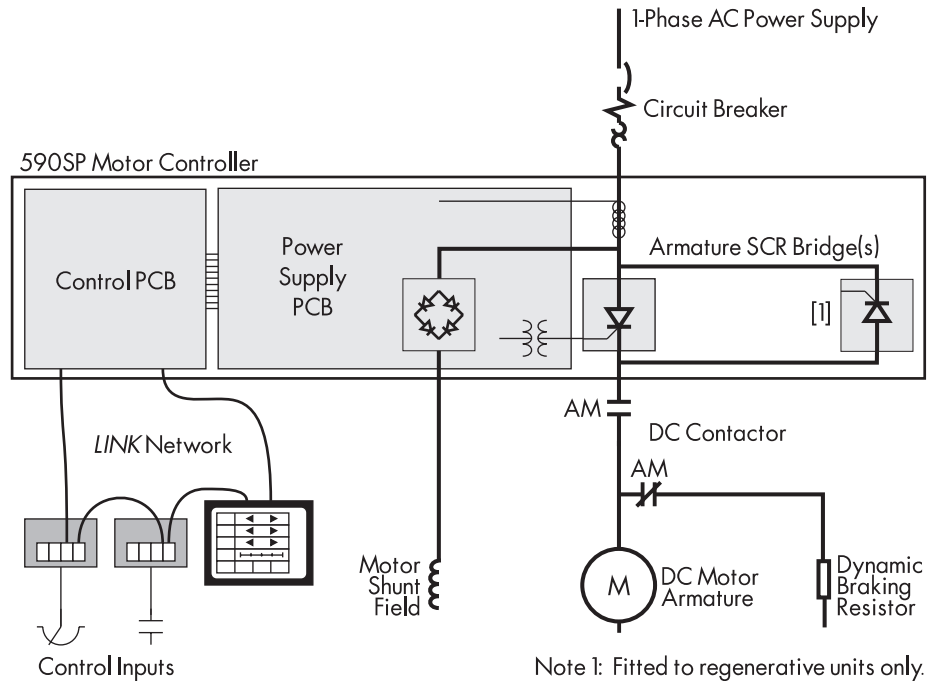 1-Phase AC Power Supply
Circuit Breaker
590SP Motor Controller
Control PCB
Power
Supply
PCB
Armature SCR Bridge(s)
[1]
AM
DC Contactor
LINK Network
AM
Motor
Shunt
Field
M
DC Motor
Armature
Dynamic
Braking
Resistor
Control Inputs
Note 1: Fitted to regenerative units only.